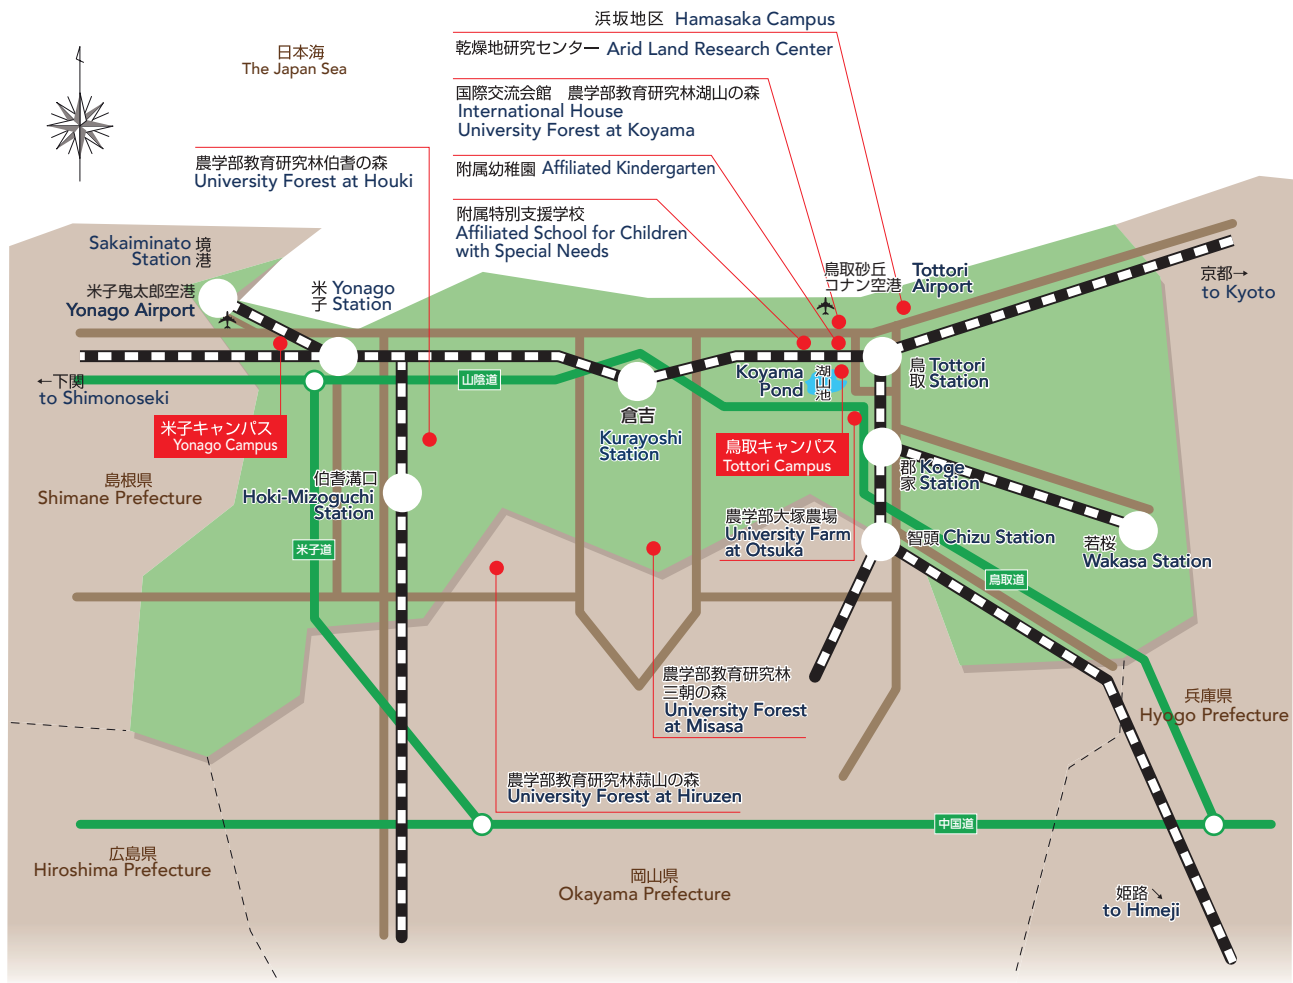 浜坂地区 Hamasaka Campus
乾燥地研究センター Arid Land Research Center
日本海
The Japan Sea
国際交流会館 農学部教育研究林湖山の森
International House
University Forest at Koyama
農学部教育研究林伯耆の森
University Forest at Houki
附属幼稚園 Affiliated Kindergarten
附属特別支援学校
Affiliated School for Children
with Special Needs
Sakaiminato
Station
境港
米子鬼太郎空港
Yonago Airport
米子
Yonago
Station
鳥取砂丘
コナン空港
Tottori
Airport
京都→
to Kyoto
←下関
to Shimonoseki
山陰道
Koyama
Pond
湖山池
鳥取
Tottori
Station
米子キャンパス
Yonago Campus
倉吉
Kurayoshi
Station
鳥取キャンパス
Tottori Campus
郡家
Koge
Station
島根県
Shimane Prefecture
伯耆溝口
Hoki-Mizoguchi
Station
農学部大塚農場
University Farm
at Otsuka
智頭 Chizu Station
若桜
Wakasa Station
米子道
鳥取道
農学部教育研究林
三朝の森
University Forest
at Misasa
兵庫県
Hyogo Prefecture
農学部教育研究林蒜山の森
University Forest at Hiruzen
中国道
広島県
Hiroshima Prefecture
岡山県
Okayama Prefecture
姫路↘
to Himeji